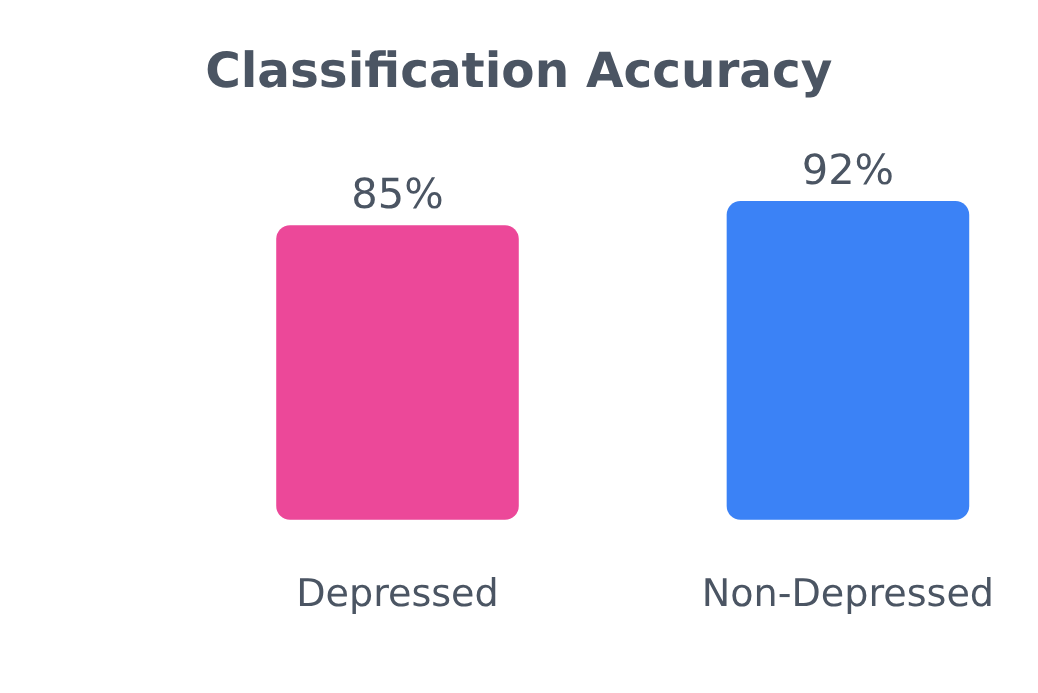 Classification Accuracy
85%
92%
Depressed
Non-Depressed